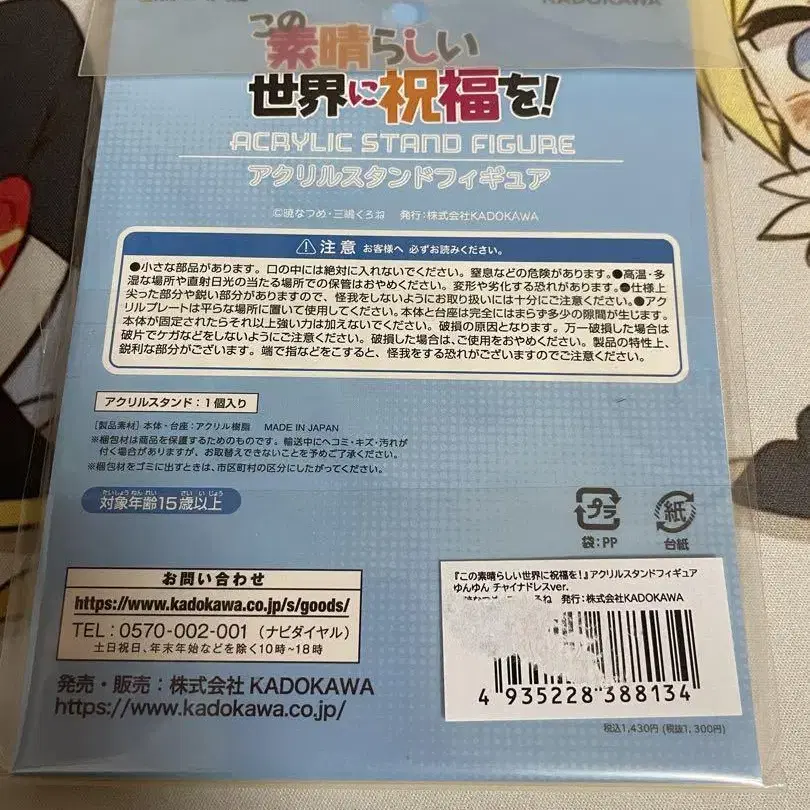 KADOKAWA
この
素晴らしい
世界に祝福を!
ACRYLIC STAND FIGURE
アクリルスタンドフィギュア
©暁なつめ・三嶋くろね 発行:株式会社KADOKAWA
注意 お客様へ 必ずお読みください。
●小さな部品があります。口の中には絶対に入れないでください。窒息などの危険があります。●高温・多
湿な場所や直射日光の当たる場所での保管はおやめください。変形や劣化する恐れがあります。●仕様上
尖った部分や鋭い部分がありますので、怪我をしないようにお取り扱いには十分にご注意ください。●アク
リルプレートは平らな場所に置いて使用してください。本体と台座は完全にはまらず多少の隙間が生じます。
本体が固定されたらそれ以上強い力は加えないでください。破損の原因となります。万一破損した場合は
破片でケガなどをしないようにご注意ください。破損した場合は、ご使用をおやめください。製品の特性上、
鋭利な部分がございます。端で指などをこすると、怪我をする恐れがございますのでご注意ください。
アクリルスタンド:1個入り
[製品素材] 本体・台座:アクリル樹脂 MADE IN JAPAN
※梱包材は商品を保護するためのものです。輸送中にヘコミ・キズ・汚れが
付く場合がありますが、お取替えできないことを予めご了承ください。
※梱包材をゴミに出すときは、市区町村の区分にしたがってください。
たいしょうねんれい さいいじょう
対象年齢15歳以上
プラ
袋:PP
紙
台紙
お問い合わせ
https://www.kadokawa.co.jp/s/goods/
TEL:0570-002-001(ナビダイヤル)
土日祝日、年末年始などを除く10時~18時
発売・販売:株式会社 KADOKAWA
https://www.kadokawa.co.jp/
『この素晴らしい世界に祝福を!』アクリルスタンドフィギュア
ゆんゆん チャイナドレスver.
発行:株式会社KADOKAWA
4 935228 388134
税込1,430円(税抜1,300円)